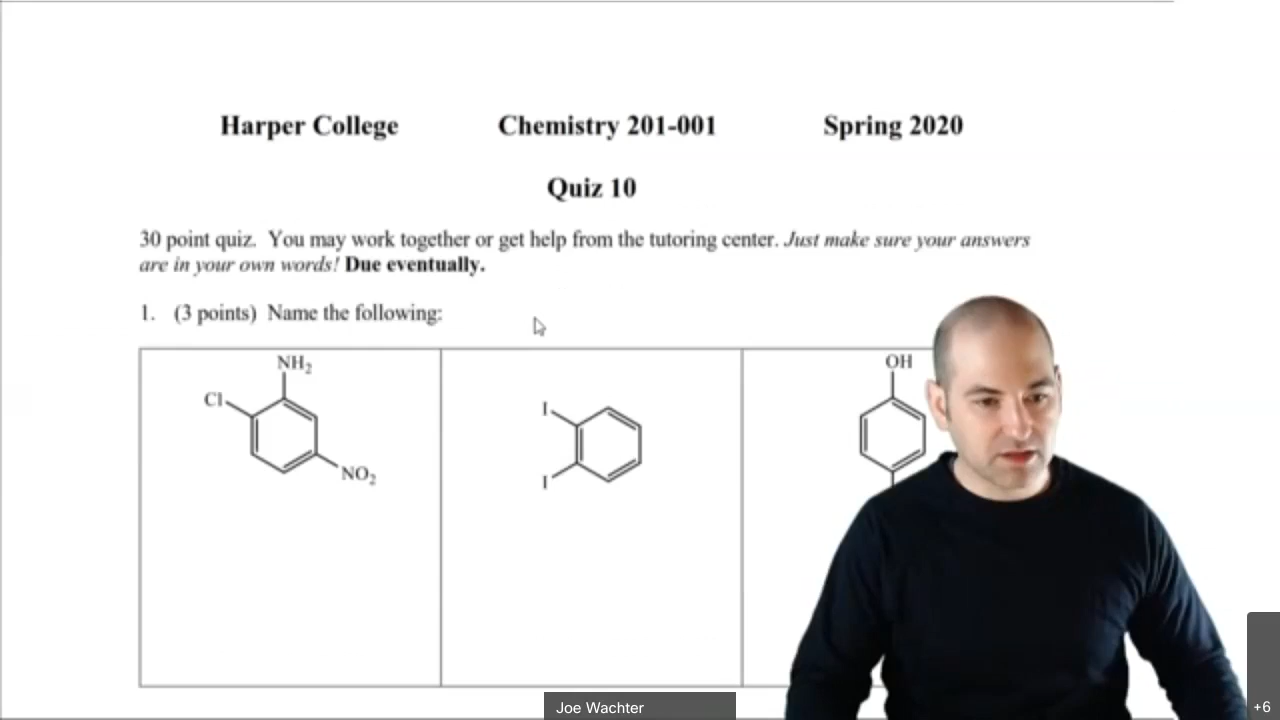 Harper College Chemistry 201-001 Spring 2020
Quiz 10
30 point quiz. You may work together or get help from the tutoring center. Just make sure your answers
are in your own words! Due eventually.
1. (3 points) Name the following:
NH2
Cl
NO2
I
I
OH
Joe Wachter
+6